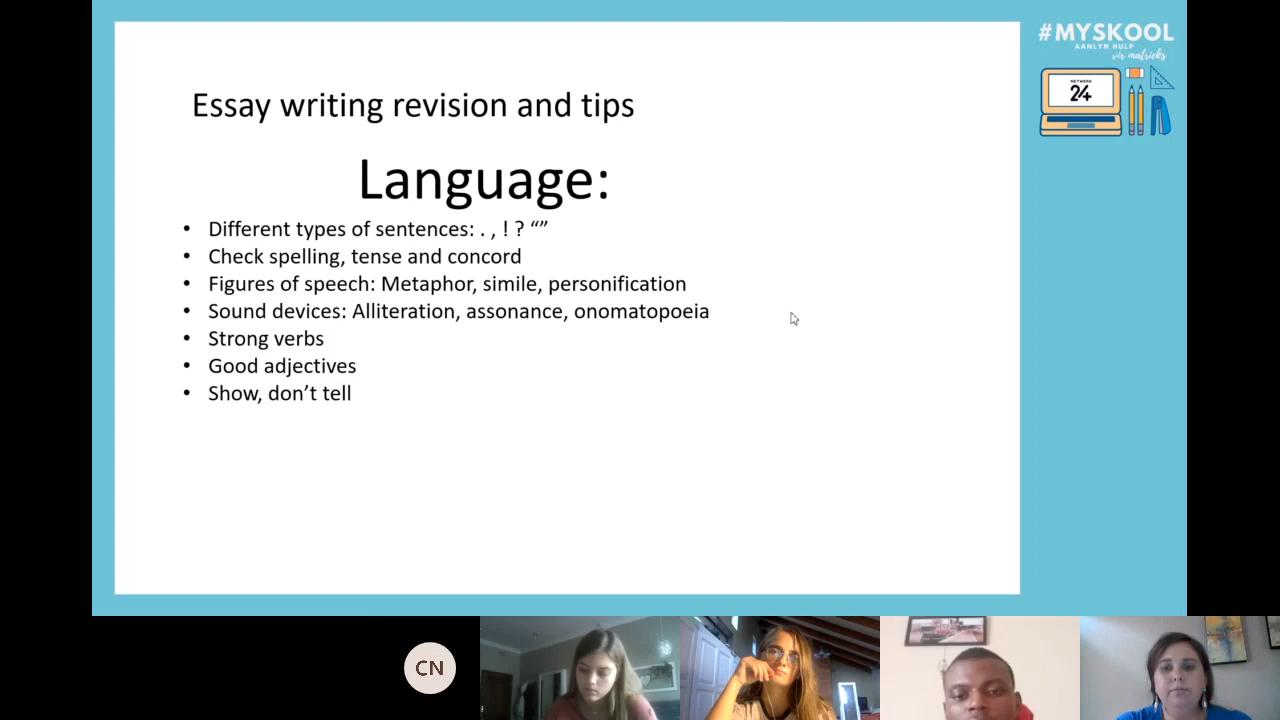 #MYSKOOL
AANLYN HULP
vir matrieks
NETWERK
24
Essay writing revision and tips
Language:
• Different types of sentences: . , ! ? “”
• Check spelling, tense and concord
• Figures of speech: Metaphor, simile, personification
• Sound devices: Alliteration, assonance, onomatopoeia
• Strong verbs
• Good adjectives
• Show, don’t tell
CN